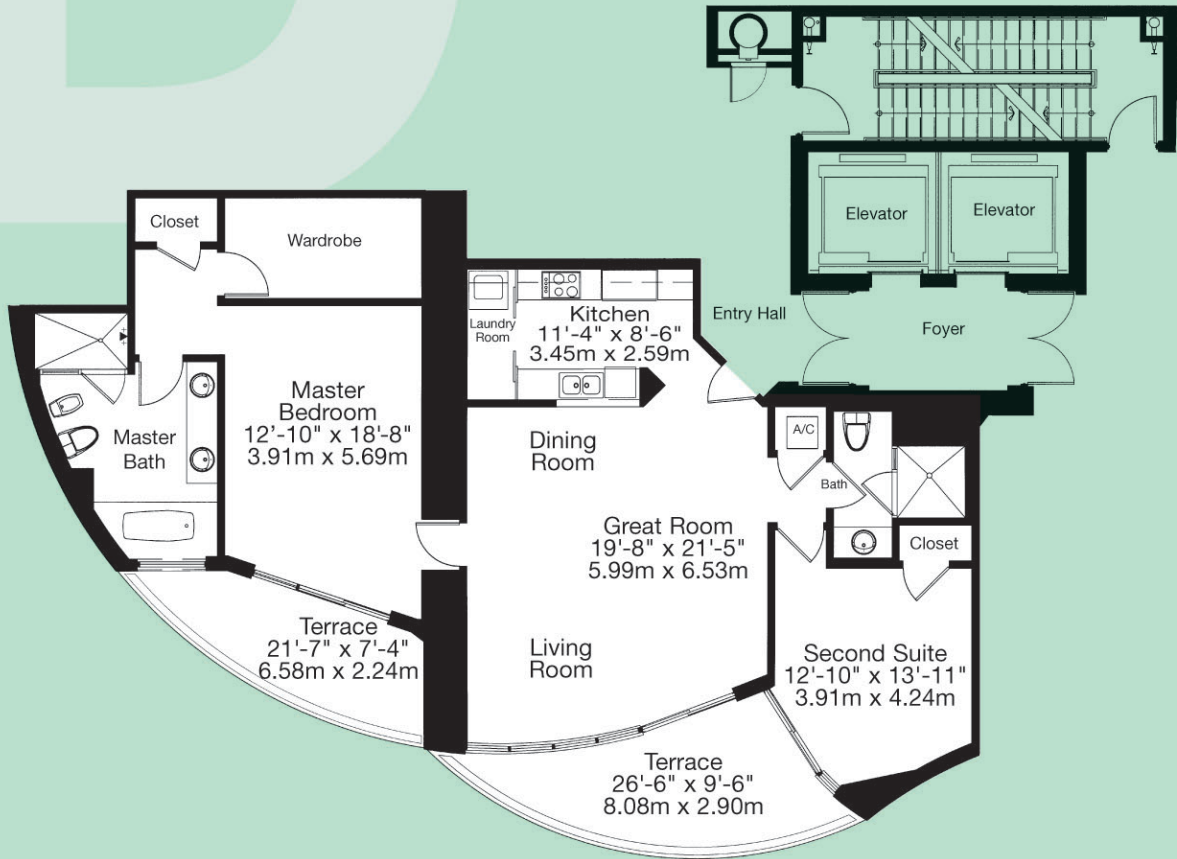 Elevator
Elevator
Closet
Wardrobe
Laundry
Room
Kitchen
11'-4" x 8'-6"
3.45m x 2.59m
Entry Hall
Foyer
Master
Bedroom
12'-10" x 18'-8"
3.91m x 5.69m
Master
Bath
Dining
Room
A/C
Bath
Great Room
19'-8" x 21'-5"
5.99m x 6.53m
Closet
Terrace
21'-7" x 7'-4"
6.58m x 2.24m
Living
Room
Second Suite
12'-10" x 13'-11"
3.91m x 4.24m
Terrace
26'-6" x 9'-6"
8.08m x 2.90m